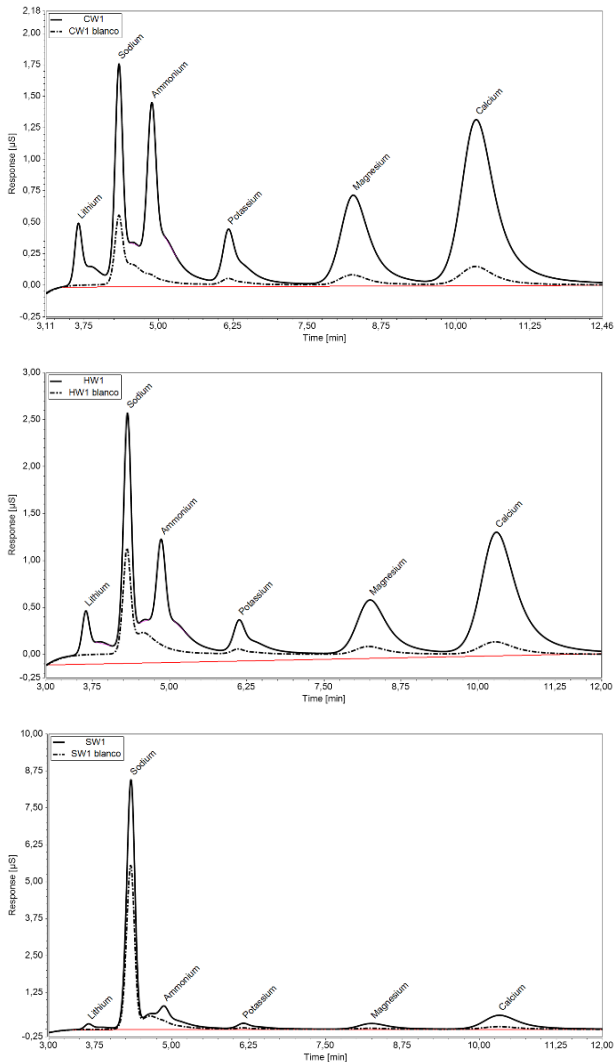 2,18
CW1
CW1 blanco
Sodium
Ammonium
Lithium
Potassium
Magnesium
Calcium
2,00
1,75
1,50
1,25
1,00
0,75
0,50
0,25
0,00
-0,25
Response [µS]
3,11 3,75 5,00 6,25 7,50 8,75 10,00 11,25 12,46
Time [min]
3,00
HW1
HW1 blanco
Sodium
Ammonium
Lithium
Potassium
Magnesium
Calcium
2,50
2,00
1,50
1,00
0,50
0,00
-0,25
Response [µS]
3,00 3,75 5,00 6,25 7,50 8,75 10,00 11,25 12,00
Time [min]
10,00
SW1
SW1 blanco
Sodium
Lithium
Ammonium
Potassium
Magnesium
Calcium
8,75
7,50
6,25
5,00
3,75
2,50
1,25
-0,25
Response [µS]
3,00 3,75 5,00 6,25 7,50 8,75 10,00 11,25 12,00
Time [min]